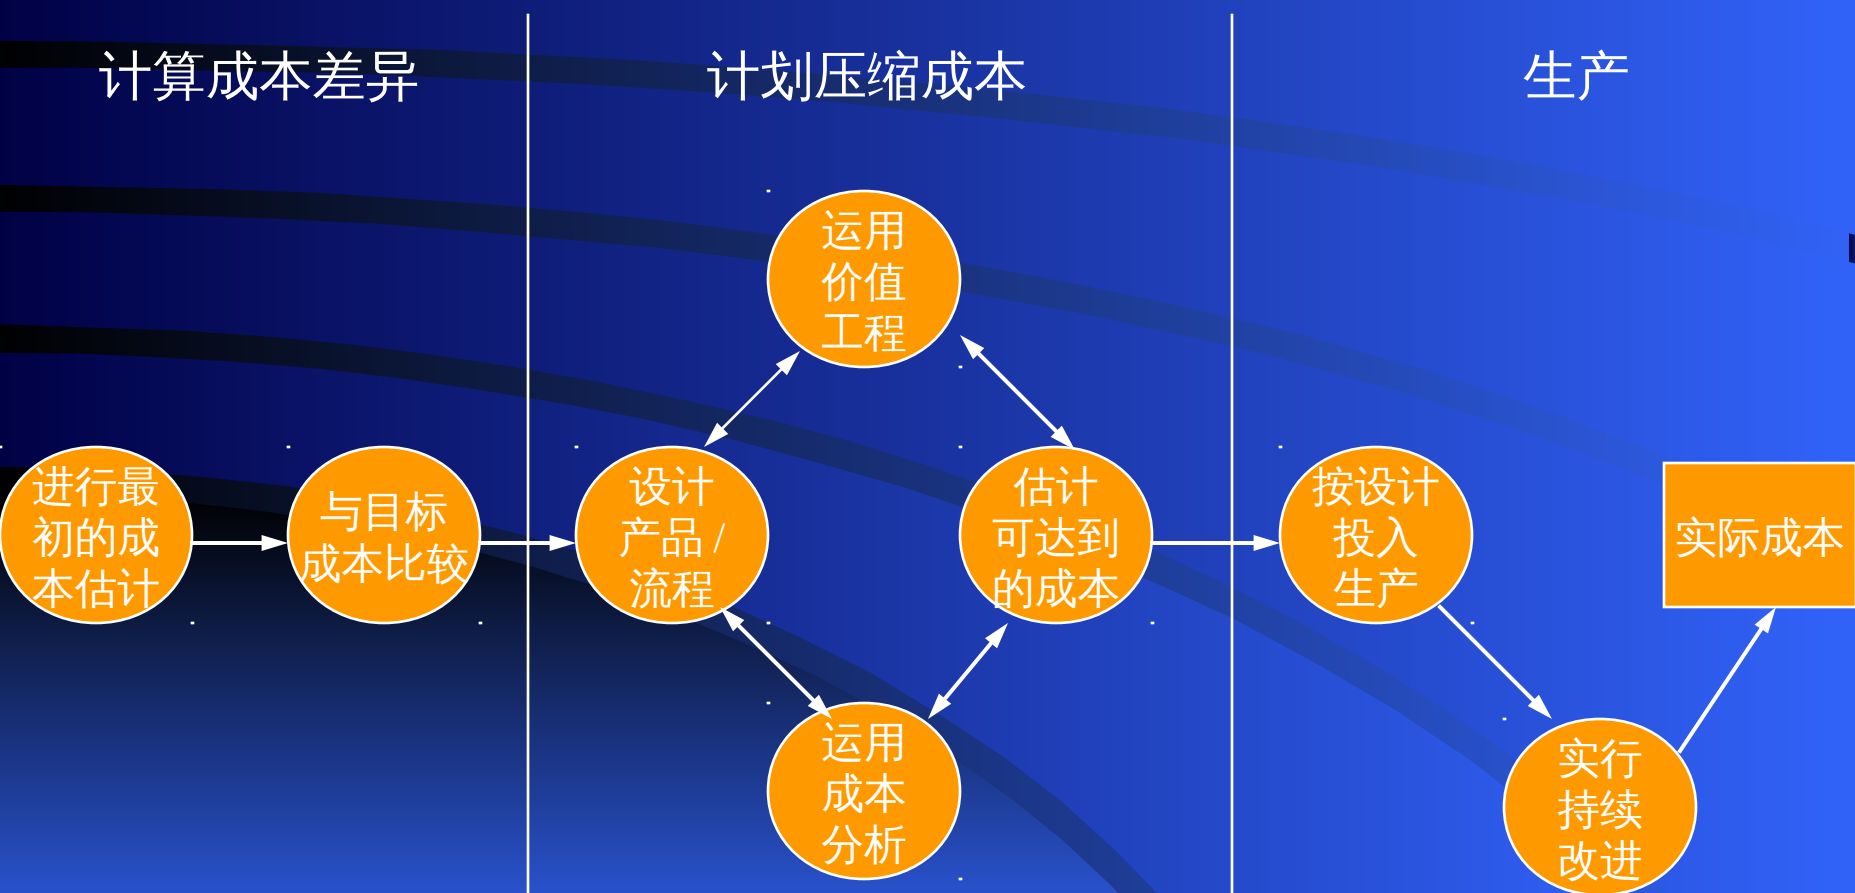 计算成本差异
计划压缩成本
生产
运用
价值
工程
进行最
初的成
本估计
与目标
成本比较
设计
产品 /
流程
估计
可达到
的成本
按设计
投入
生产
实际成本
运用
成本
分析
实行
持续
改进